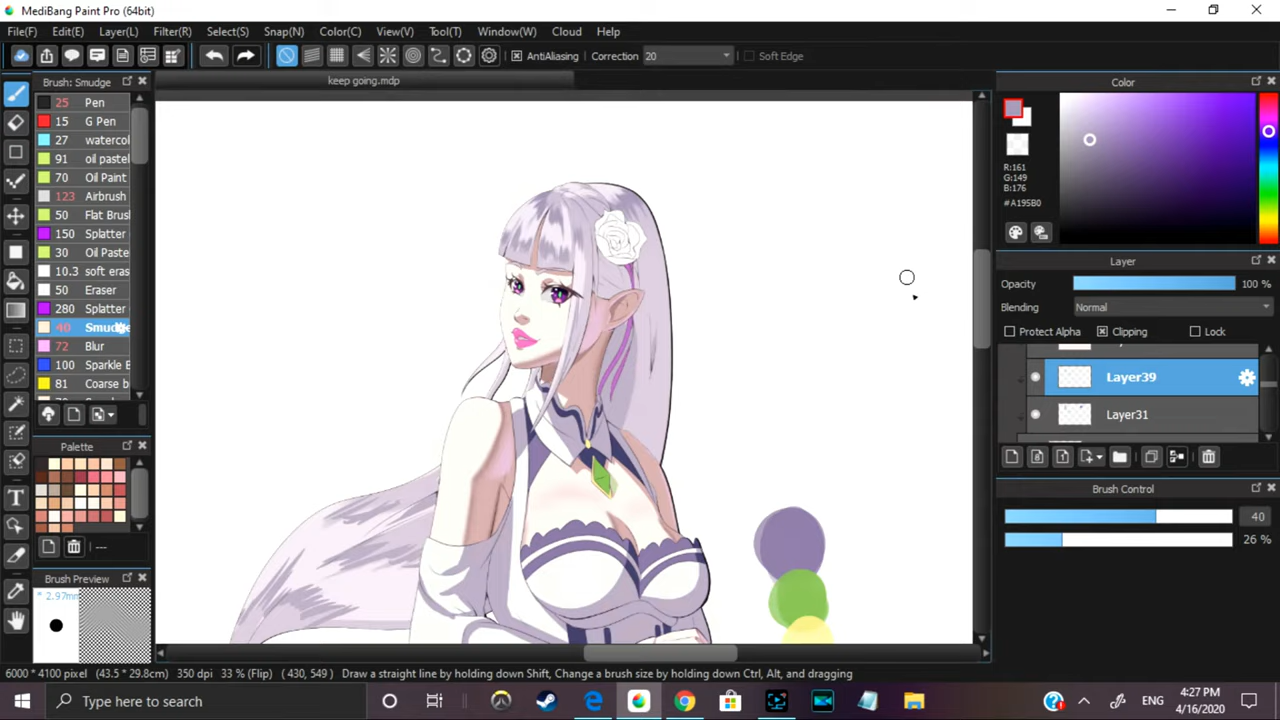 MediBang Paint Pro (64bit)
File(F) Edit(E) Layer(L) Filter(R) Select(S) Snap(N) Color(C) View(V) Tool(T) Window(W) Cloud Help
AntiAliasing Correction 20 Soft Edge
Brush: Smudge
keep going.mdp
Color
25 Pen
15 G Pen
27 watercol
91 oil pastel
70 Oil Paint
123 Airbrush
50 Flat Brus
150 Splatter
30 Oil Paste
10.3 soft eras
50 Eraser
280 Splatter
40 Smudge
72 Blur
100 Sparkle B
81 Coarse b
R:161
G:149
B:176
#A195B0
Layer
Opacity 100 %
Blending Normal
Protect Alpha Clipping Lock
Layer39
Layer31
Palette
---
Brush Control
40
26 %
Brush Preview
* 2.97mm
6000 * 4100 pixel (43.5 * 29.8cm) 350 dpi 33 % (Flip) ( 430, 549) Draw a straight line by holding down Shift, Change a brush size by holding down Ctrl, Alt, and dragging
Type here to search
ENG
4:27 PM
4/16/2020